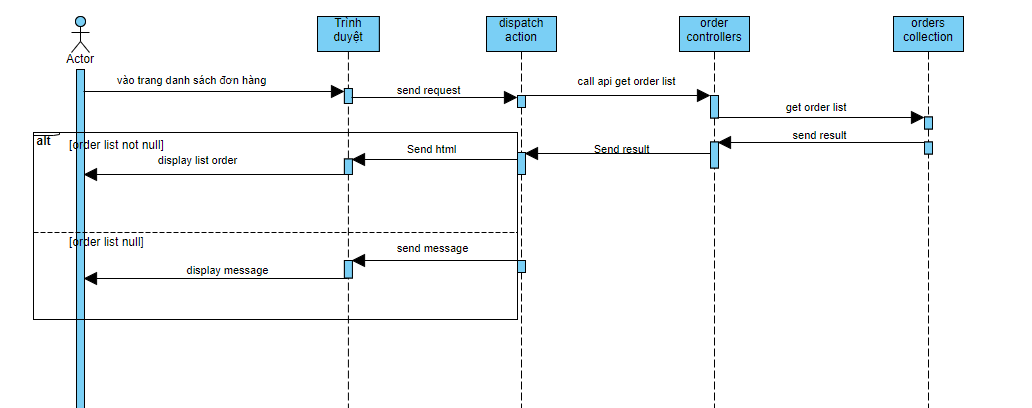 Actor
Trình
duyệt
dispatch
action
order
controllers
orders
collection
vào trang danh sách đơn hàng
send request
call api get order list
get order list
send result
Send result
Send html
alt
[order list not null]
display list order
[order list null]
send message
display message